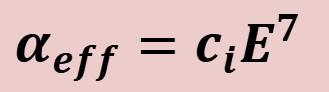 α_eff = c_i E^7